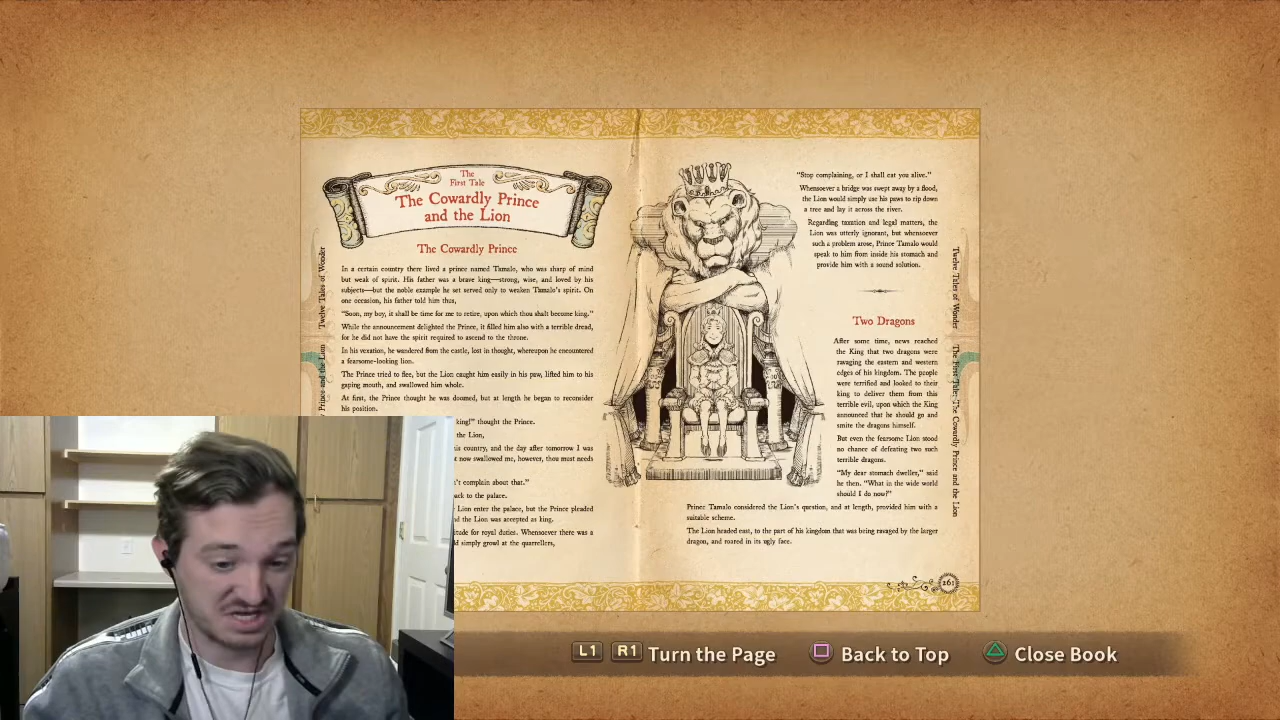 The
First Tale
The Cowardly Prince
and the Lion
The Cowardly Prince
In a certain country there lived a prince named Tamalo, who was sharp of mind
but weak of spirit. His father was a brave king—strong, wise, and loved by his
subjects—but the noble example he set served only to weaken Tamalo's spirit. On
one occasion, his father told him thus,
"Soon, my boy, it shall be time for me to retire, upon which thou shalt become king."
While the announcement delighted the Prince, it filled him also with a terrible dread,
for he did not have the spirit required to ascend to the throne.
In his vexation, he wandered from the castle, lost in thought, whereupon he encountered
a fearsome-looking lion.
The Prince tried to flee, but the Lion caught him easily in his paw, lifted him to his
gaping mouth, and swallowed him whole.
At first, the Prince thought he was doomed, but at length he began to reconsider
his position.
king!" thought the Prince.
the Lion,
his country, and the day after tomorrow I was
t now swallowed me, however, thou must needs
't complain about that."
ack to the palace.
Lion enter the palace, but the Prince pleaded
d the Lion was accepted as king.
itude for royal duties. Whensoever there was a
d simply growl at the quarrellers,
Twelve Tales of Wonder
Prince and the Lion
"Stop complaining, or I shall eat you alive."
Whensoever a bridge was swept away by a flood,
the Lion would simply use his paws to rip down
a tree and lay it across the river.
Regarding taxation and legal matters, the
Lion was utterly ignorant, but whensoever
such a problem arose, Prince Tamalo would
speak to him from inside his stomach and
provide him with a sound solution.
Two Dragons
After some time, news reached
the King that two dragons were
ravaging the eastern and western
edges of his kingdom. The people
were terrified and looked to their
king to deliver them from this
terrible evil, upon which the King
announced that he should go and
smite the dragons himself.
But even the fearsome Lion stood
no chance of defeating two such
terrible dragons.
"My dear stomach dweller," said
he then. "What in the wide world
should I do now?"
Prince Tamalo considered the Lion's question, and at length, provided him with a
suitable scheme.
The Lion headed east, to the part of his kingdom that was being ravaged by the larger
dragon, and roared in its ugly face.
Twelve Tales of Wonder
The First Tale: The Cowardly Prince and the Lion
261
L1 R1 Turn the Page
Back to Top
Close Book